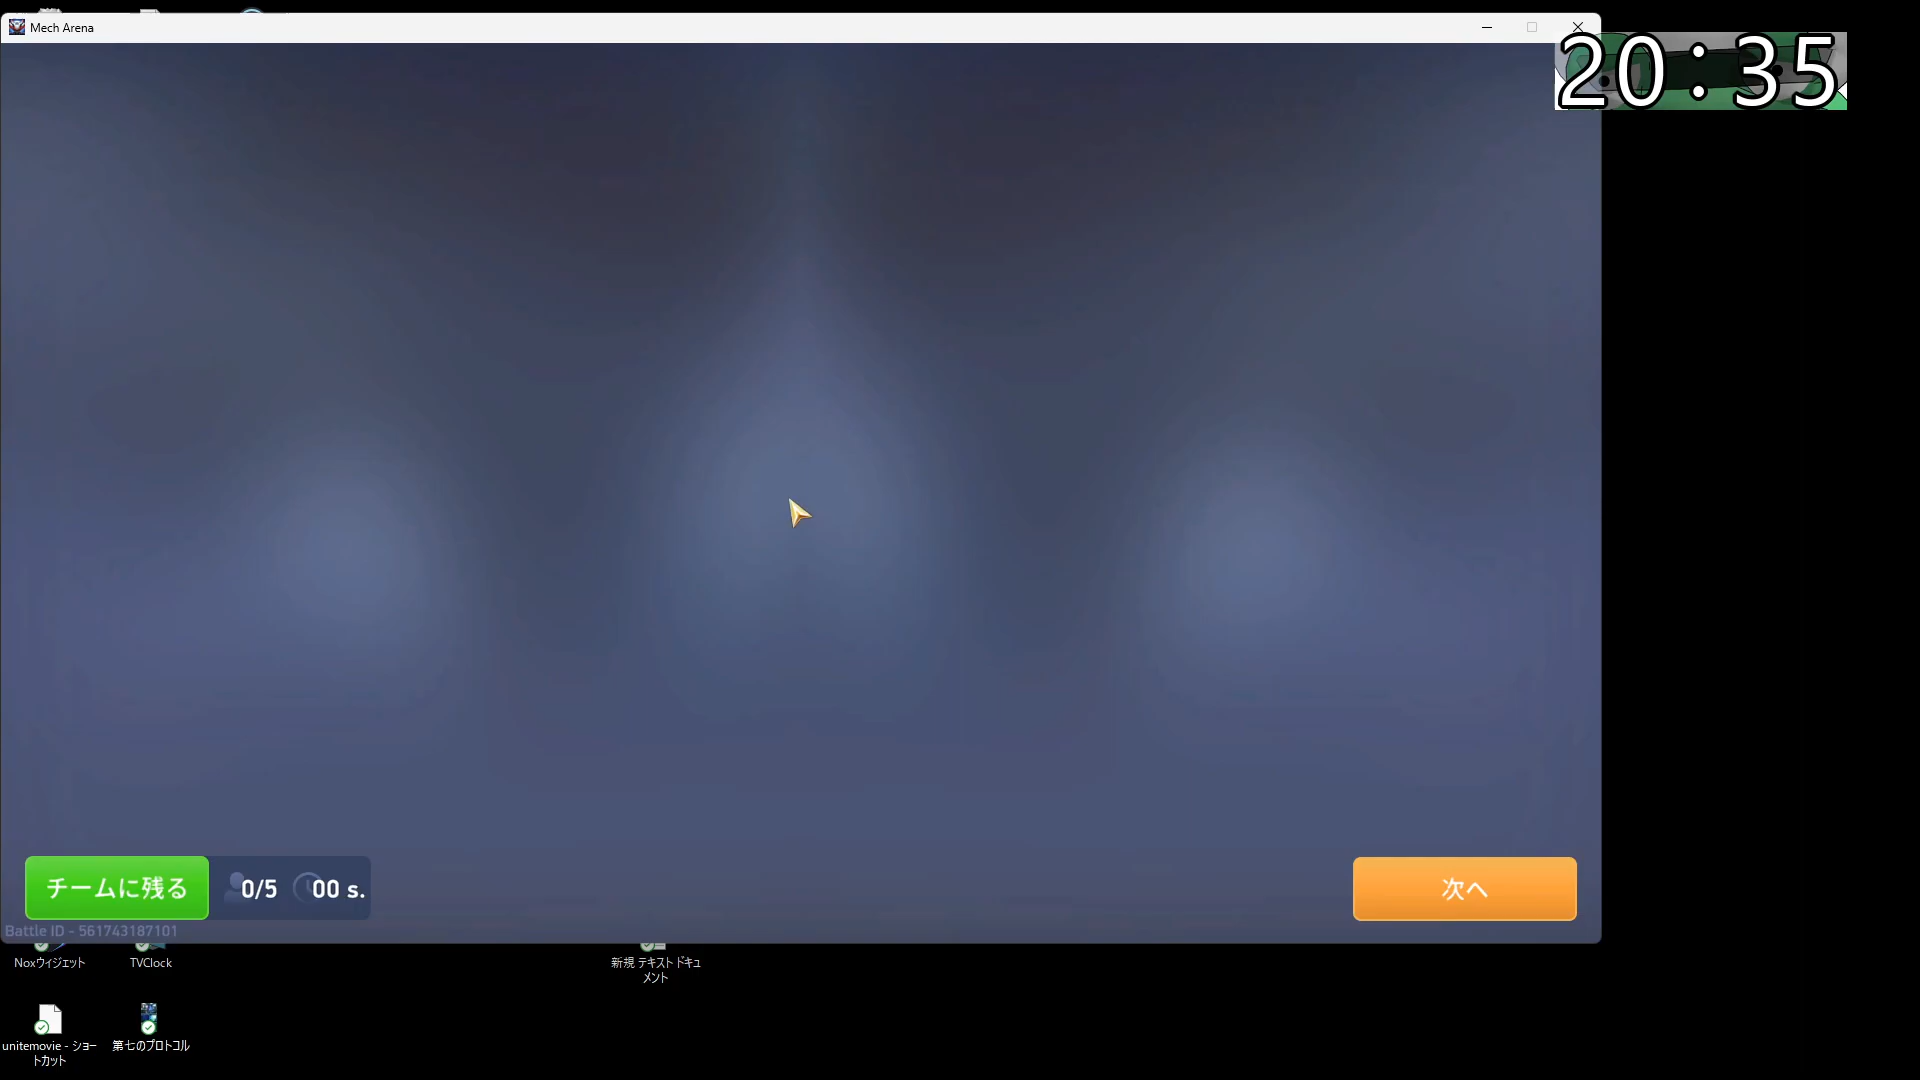 Mech Arena
20:35
チームに残る
0/5
00 s.
次へ
Battle ID - 561743187101
Noxウィジェット
TVClock
新規 テキスト ドキュ
メント
unitemovie - ショー
トカット
第七のプロトコル